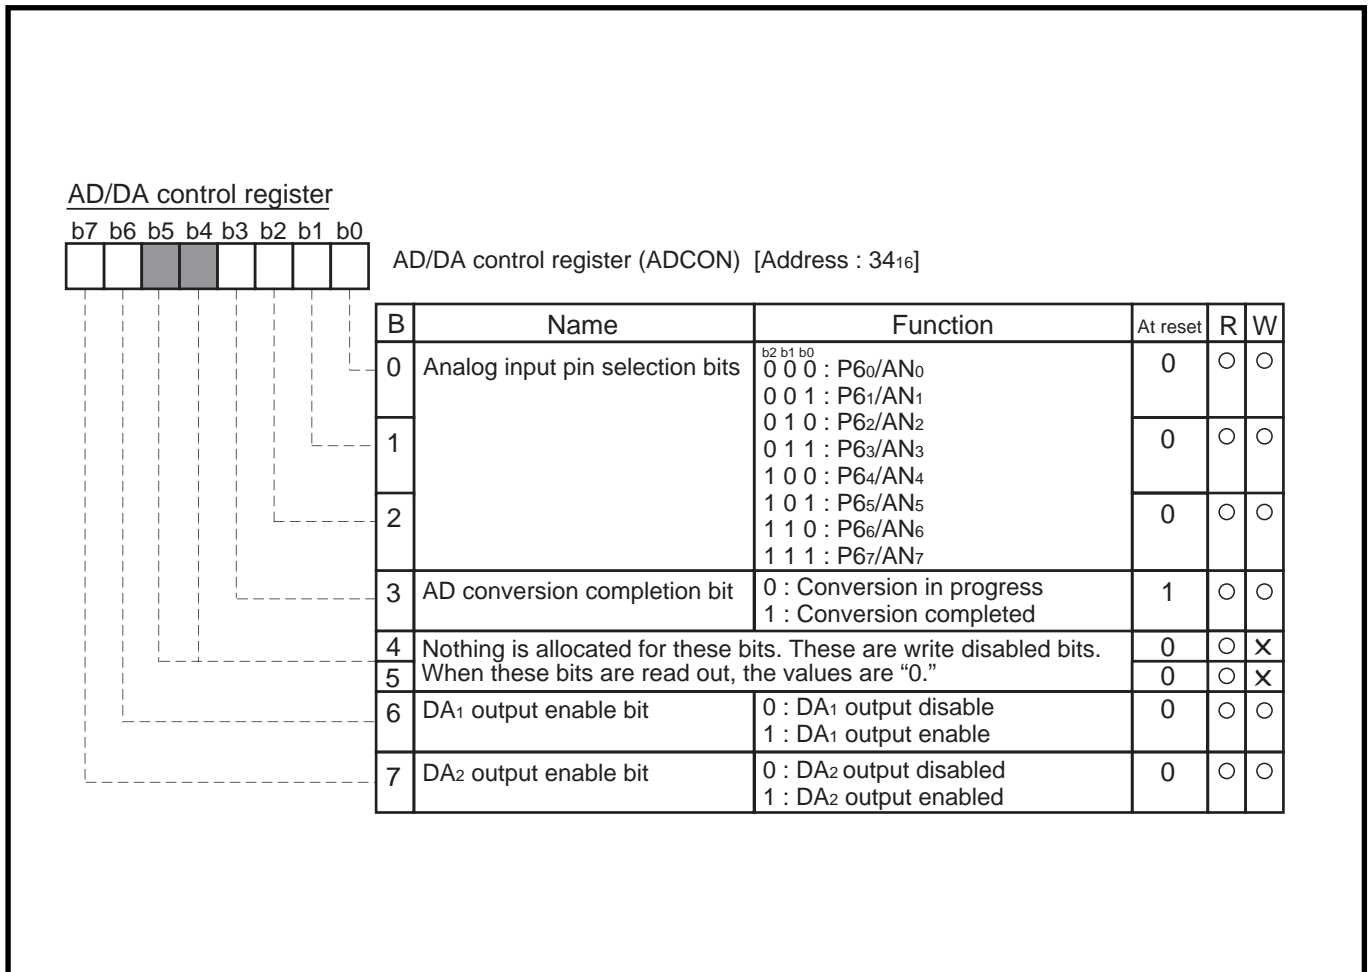 AD/DA control register
b7 b6 b5 b4 b3 b2 b1 b0
AD/DA control register (ADCON) [Address : 3416]
B Name Function At reset R W
0 Analog input pin selection bits
b2 b1 b0
0 0 0 : P60/AN0
0 ○ ○
0 0 1 : P61/AN1
0 1 0 : P62/AN2
1
0 1 1 : P63/AN3
0 ○ ○
1 0 0 : P64/AN4
1 0 1 : P65/AN5
2
0 ○ ○
1 1 0 : P66/AN6
1 1 1 : P67/AN7
3 AD conversion completion bit
0 : Conversion in progress
1 : Conversion completed
1 ○ ○
4 Nothing is allocated for these bits. These are write disabled bits. 0 ○ ×
5 When these bits are read out, the values are “0.” 0 ○ ×
6 DA1 output enable bit
0 : DA1 output disable
1 : DA1 output enable
0 ○ ○
7 DA2 output enable bit
0 : DA2 output disabled
1 : DA2 output enabled
0 ○ ○